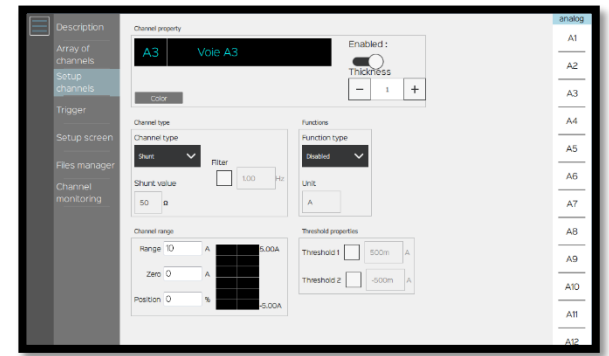 Description
Array of
channels
Setup
channels
Trigger
Setup screen
Files manager
Channel
monitoring
Channel property
A3 Voie A3
Color
Enabled :
Thickness
− 1 +
Channel type
Channel type
Shunt
Filter
1.00 Hz
Shunt value
50 Ω
Functions
Function type
Disabled
Unit
A
Channel range
Range 10 A
Zero 0 A
Position 0 %
5.00A
-5.00A
Threshold properties
Threshold 1 500m A
Threshold 2 -500m A
analog
A1
A2
A3
A4
A5
A6
A7
A8
A9
A10
A11
A12